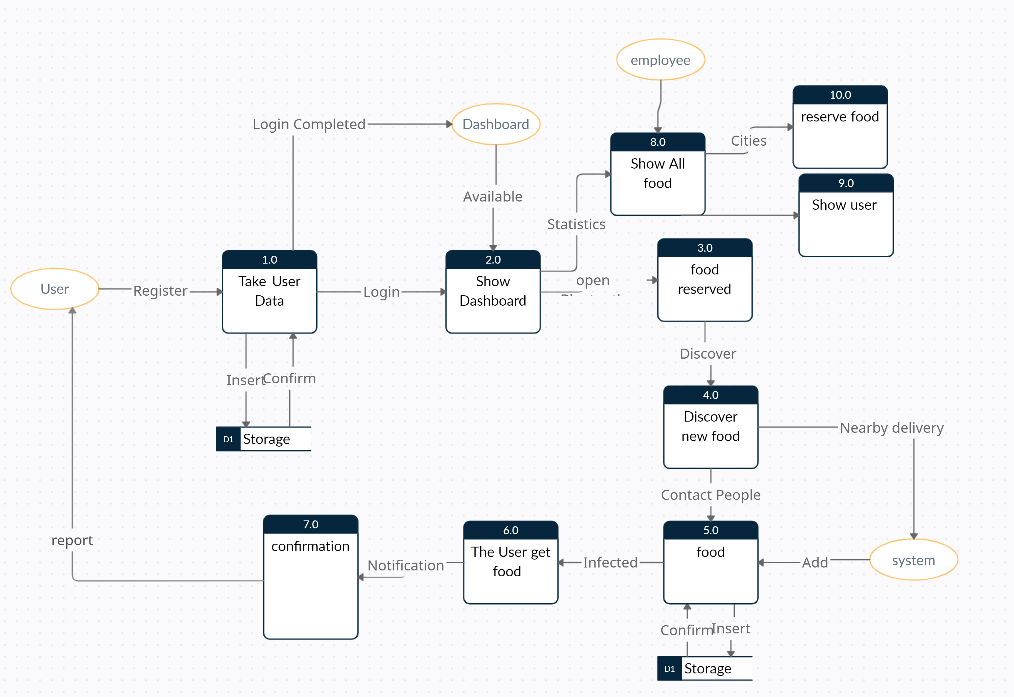 employee
10.0
reserve food
Login Completed
Dashboard
Cities
8.0
Show All
food
9.0
Show user
Available
Statistics
3.0
food
reserved
1.0
Take User
Data
2.0
Show
Dashboard
open
User
Register
Login
Discover
Insert
Confirm
4.0
Discover
new food
Nearby delivery
D1
Storage
Contact People
7.0
confirmation
6.0
The User get
food
5.0
food
report
Notification
Infected
Add
system
Confirm
Insert
D1
Storage